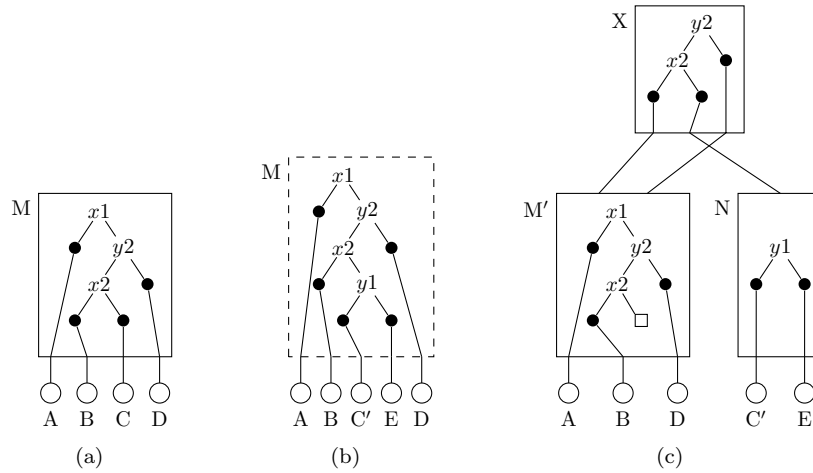 X
y2
x2
M
x1
y2
x2
A B C D
(a)
M
x1
y2
x2
y1
A B C′ E D
(b)
M′
x1
y2
x2
A B D
N
y1
C′ E
(c)